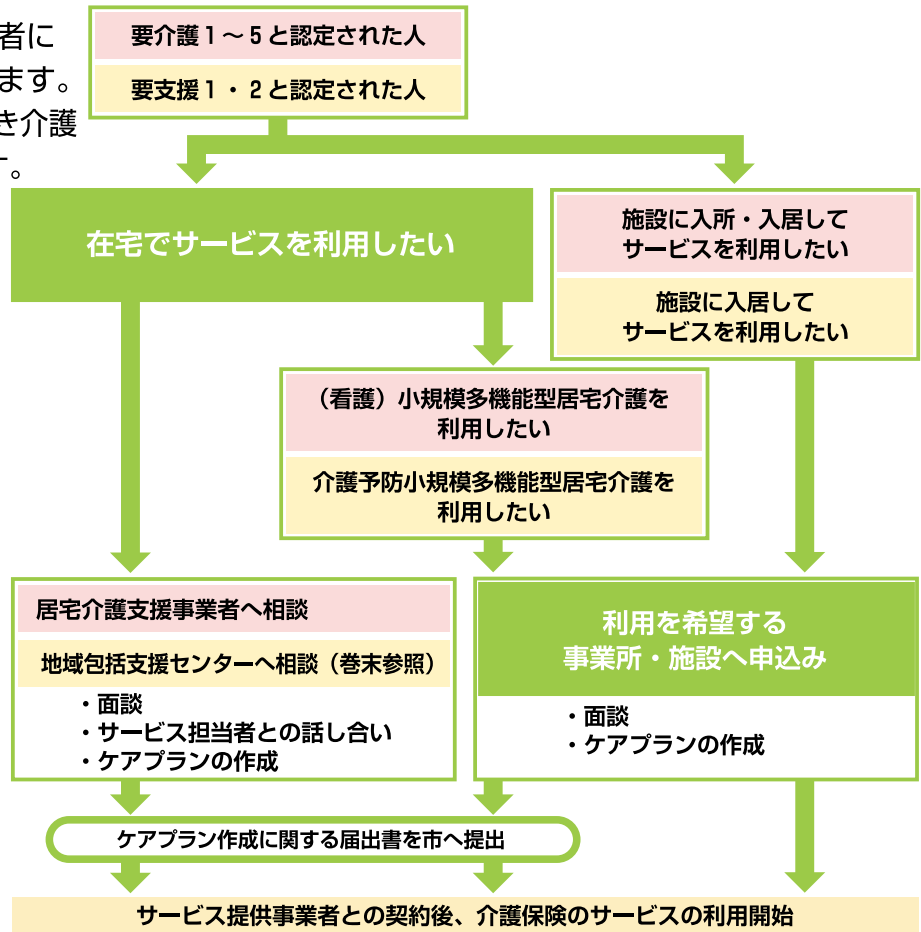 者に
ます。
き介護
す。
要介護1～5と認定された人
要支援1・2と認定された人
在宅でサービスを利用したい
施設に入所・入居して
サービスを利用したい
施設に入居して
サービスを利用したい
（看護）小規模多機能型居宅介護を
利用したい
介護予防小規模多機能型居宅介護を
利用したい
居宅介護支援事業者へ相談
地域包括支援センターへ相談（巻末参照）
・面談
・サービス担当者との話し合い
・ケアプランの作成
利用を希望する
事業所・施設へ申込み
・面談
・ケアプランの作成
ケアプラン作成に関する届出書を市へ提出
サービス提供事業者との契約後、介護保険のサービスの利用開始